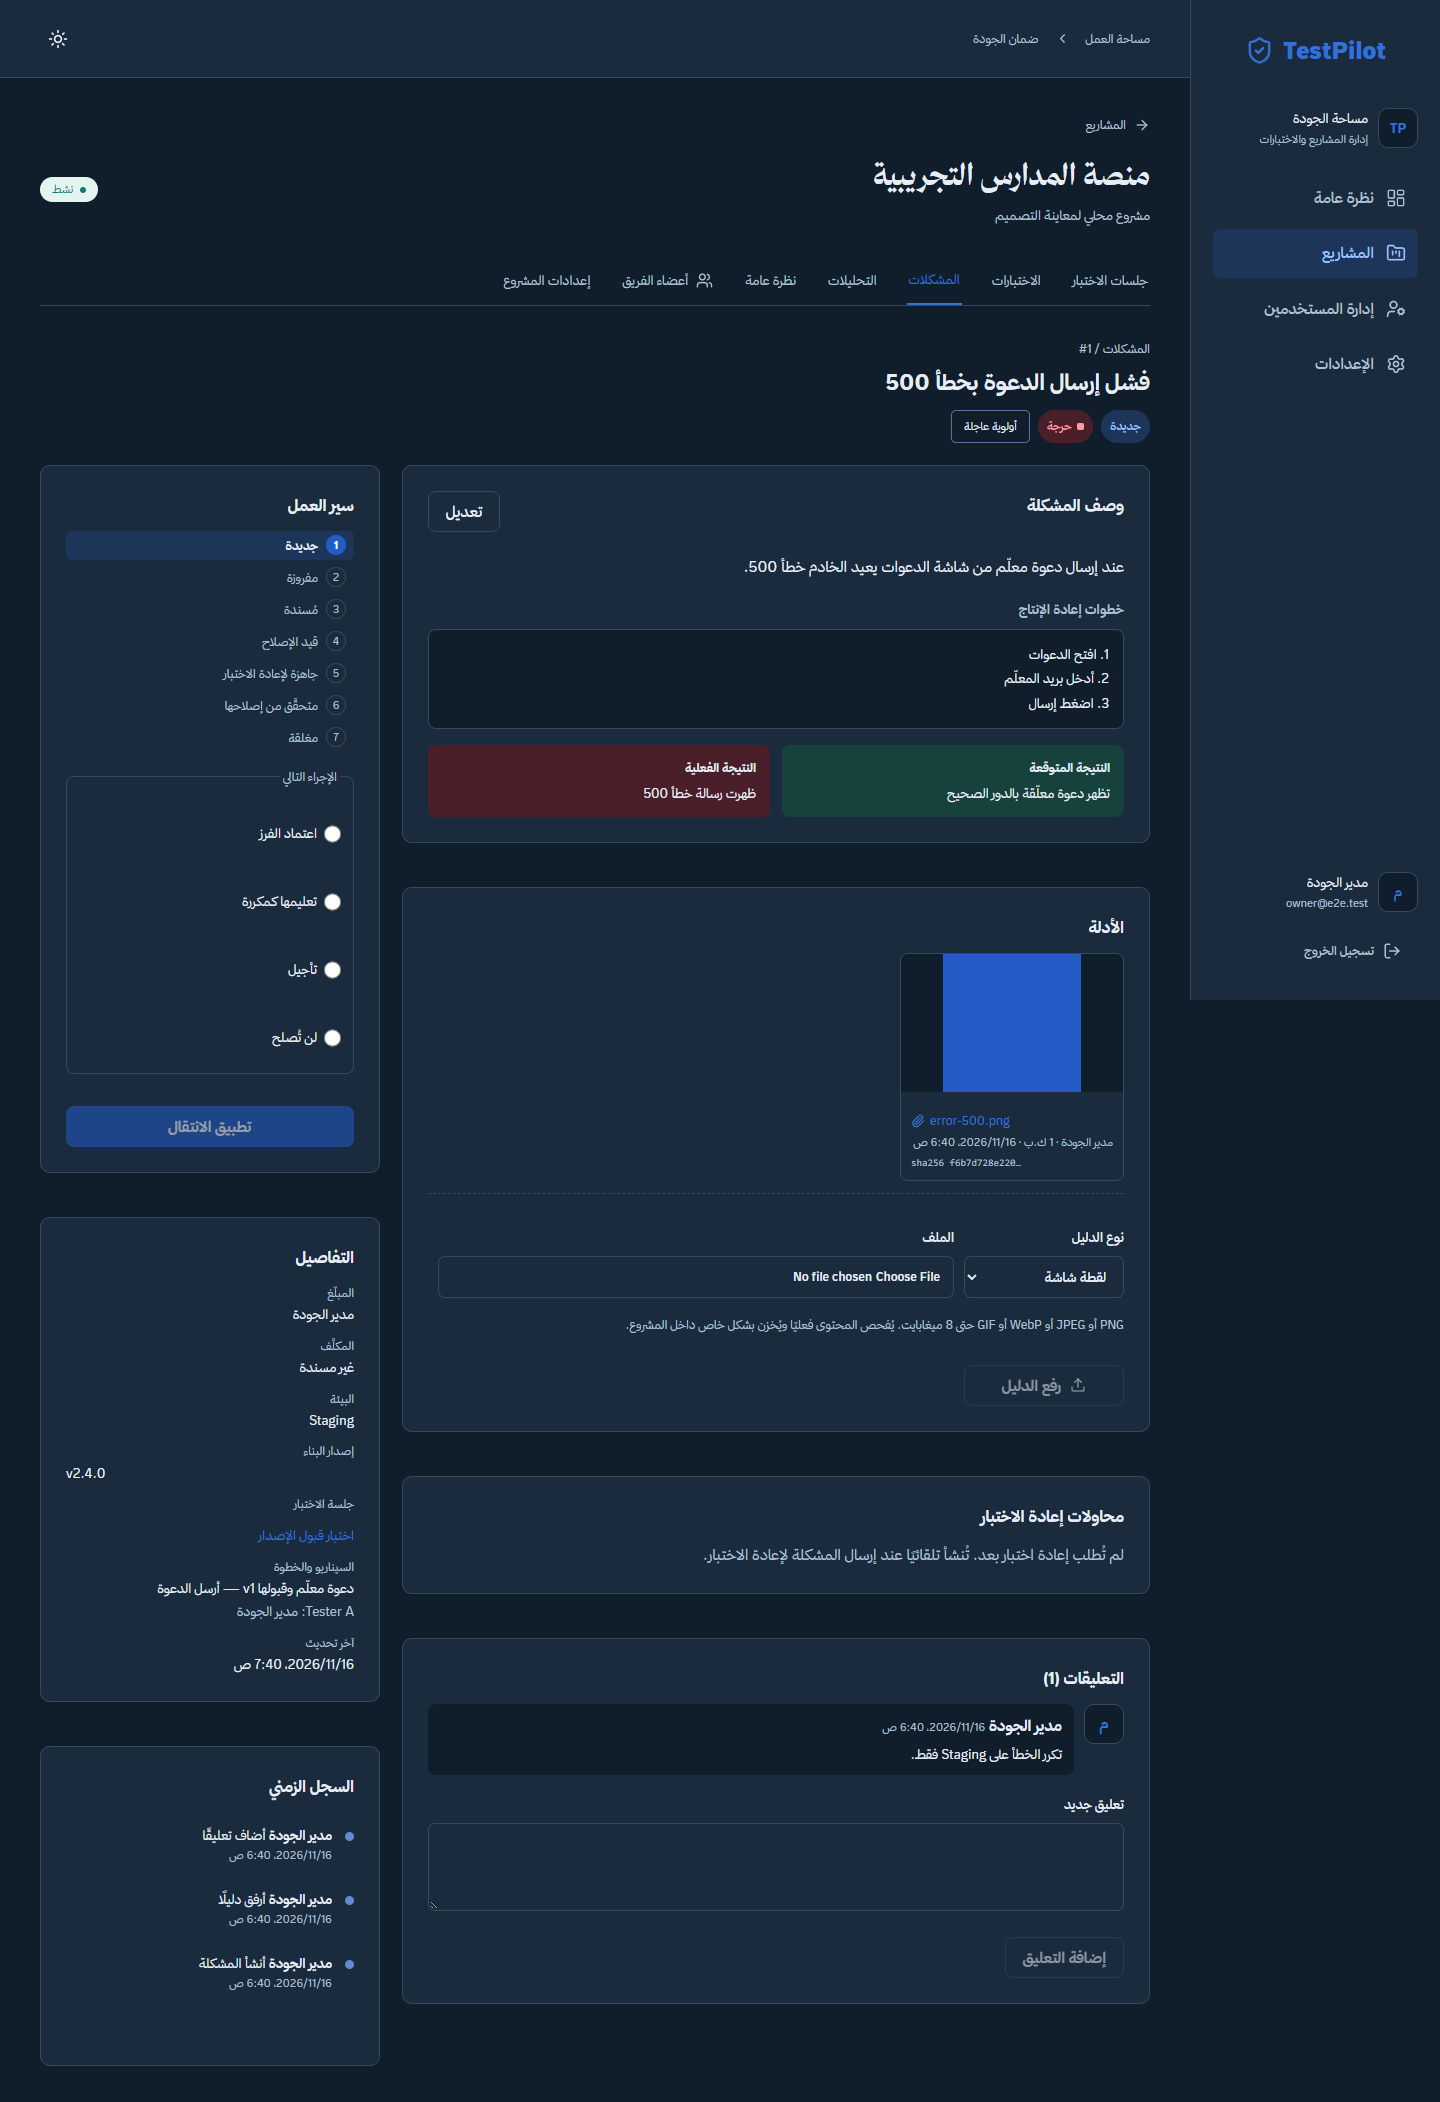 TestPilot
TP
مساحة الجودة
إدارة المشاريع والاختبارات
نظرة عامة
المشاريع
إدارة المستخدمين
الإعدادات
م
مدير الجودة
owner@e2e.test
تسجيل الخروج
مساحة العمل
ضمان الجودة
المشاريع
منصة المدارس التجريبية
مشروع محلي لمعاينة التصميم
نشط
جلسات الاختبار
الاختبارات
المشكلات
التحليلات
نظرة عامة
أعضاء الفريق
إعدادات المشروع
المشكلات / 1#
فشل إرسال الدعوة بخطأ 500
جديدة
حرجة
أولوية عاجلة
وصف المشكلة
تعديل
عند إرسال دعوة معلّم من شاشة الدعوات يعيد الخادم خطأ 500.
خطوات إعادة الإنتاج
1. افتح الدعوات
2. أدخل بريد المعلّم
3. اضغط إرسال
النتيجة المتوقعة
تظهر دعوة معلّقة بالدور الصحيح
النتيجة الفعلية
ظهرت رسالة خطأ 500
الأدلة
error-500.png
مدير الجودة · 1 ك.ب · 2026/11/16، 6:40 ص
sha256 f6b7d728e220…
نوع الدليل
لقطة شاشة
الملف
Choose File No file chosen
PNG أو JPEG أو WebP أو GIF حتى 8 ميغابايت. يُفحص المحتوى فعليًا ويُخزن بشكل خاص داخل المشروع.
رفع الدليل
محاولات إعادة الاختبار
لم تُطلب إعادة اختبار بعد. تُنشأ تلقائيًا عند إرسال المشكلة لإعادة الاختبار.
التعليقات (1)
م
مدير الجودة 2026/11/16، 6:40 ص
تكرر الخطأ على Staging فقط.
تعليق جديد
إضافة التعليق
سير العمل
1 جديدة
2 مفروزة
3 مُسندة
4 قيد الإصلاح
5 جاهزة لإعادة الاختبار
6 متحقَّق من إصلاحها
7 مغلقة
الإجراء التالي
اعتماد الفرز
تعليمها كمكررة
تأجيل
لن تُصلح
تطبيق الانتقال
التفاصيل
المبلّغ
مدير الجودة
المكلّف
غير مسندة
البيئة
Staging
إصدار البناء
v2.4.0
جلسة الاختبار
اختبار قبول الإصدار
السيناريو والخطوة
دعوة معلّم وقبولها v1 — أرسل الدعوة
Tester A: مدير الجودة
آخر تحديث
2026/11/16، 7:40 ص
السجل الزمني
مدير الجودة أضاف تعليقًا
2026/11/16، 6:40 ص
مدير الجودة أرفق دليلًا
2026/11/16، 6:40 ص
مدير الجودة أنشأ المشكلة
2026/11/16، 6:40 ص